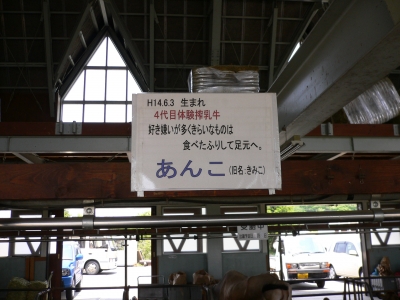 H14.6.3 生まれ
4代目体験搾乳牛
好き嫌いが多くきらいなものは
食べたふりして足元へ。
あんこ (旧名:きみこ)